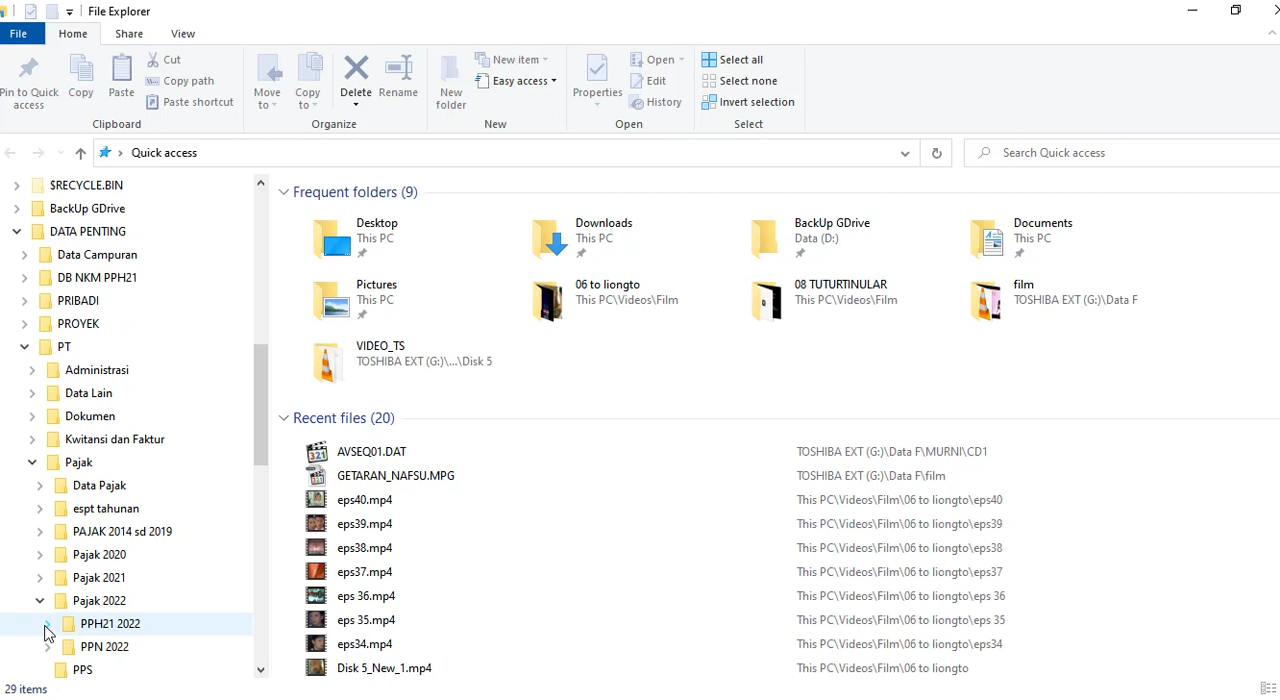 File Explorer
File Home Share View
Pin to Quick access
Copy
Paste
Cut
Copy path
Paste shortcut
Clipboard
Move to
Copy to
Delete
Rename
Organize
New folder
New item
Easy access
New
Properties
Open
Edit
History
Open
Select all
Select none
Invert selection
Select
Quick access
Search Quick access
$RECYCLE.BIN
BackUp GDrive
DATA PENTING
Data Campuran
DB NKM PPH21
PRIBADI
PROYEK
PT
Administrasi
Data Lain
Dokumen
Kwitansi dan Faktur
Pajak
Data Pajak
espt tahunan
PAJAK 2014 sd 2019
Pajak 2020
Pajak 2021
Pajak 2022
PPH21 2022
PPN 2022
PPS
Frequent folders (9)
Desktop
This PC
Downloads
This PC
BackUp GDrive
Data (D:)
Documents
This PC
Pictures
This PC
06 to liongto
This PC\Videos\Film
08 TUTURTINULAR
This PC\Videos\Film
film
TOSHIBA EXT (G:)\Data F
VIDEO_TS
TOSHIBA EXT (G:)\...\Disk 5
Recent files (20)
AVSEQ01.DAT TOSHIBA EXT (G:)\Data F\MURNI\CD1
GETARAN_NAFSU.MPG TOSHIBA EXT (G:)\Data F\film
eps40.mp4 This PC\Videos\Film\06 to liongto\eps40
eps39.mp4 This PC\Videos\Film\06 to liongto\eps39
eps38.mp4 This PC\Videos\Film\06 to liongto\eps38
eps37.mp4 This PC\Videos\Film\06 to liongto\eps37
eps 36.mp4 This PC\Videos\Film\06 to liongto\eps 36
eps 35.mp4 This PC\Videos\Film\06 to liongto\eps 35
eps34.mp4 This PC\Videos\Film\06 to liongto\eps34
Disk 5_New_1.mp4 This PC\Videos\Film\06 to liongto
29 items